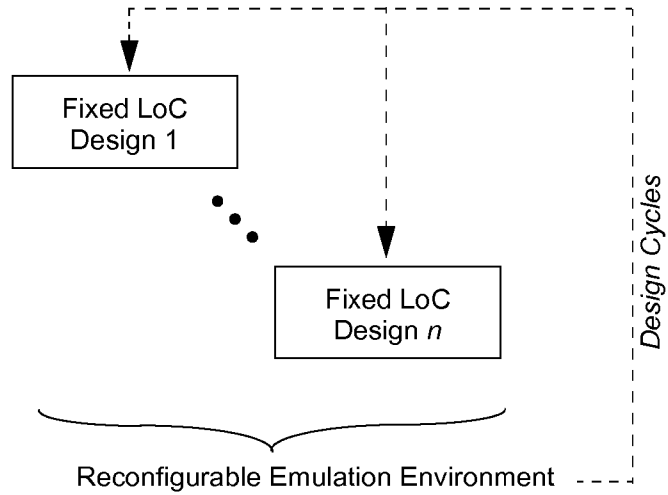 Fixed LoC
Design 1
Fixed LoC
Design n
Design Cycles
Reconfigurable Emulation Environment